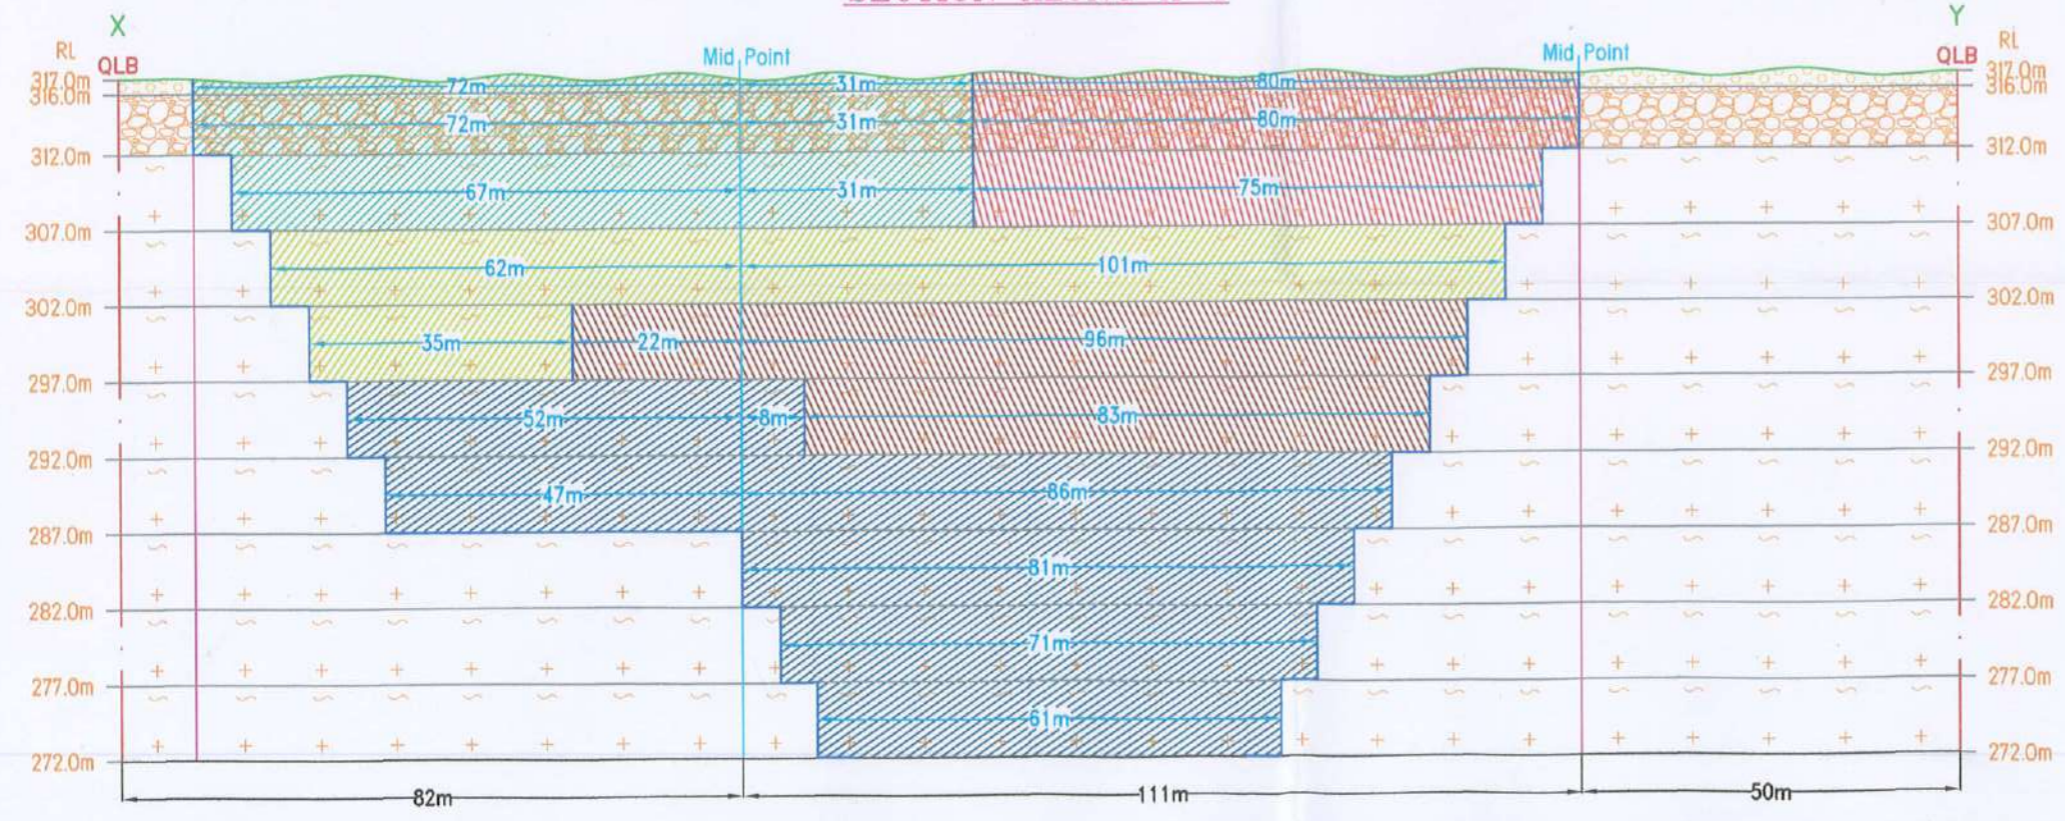 X
Y
RL
QLB
Mid Point
Mid Point
QLB
RL
317.0m
72m
31m
80m
317.0m
316.0m
72m
31m
80m
316.0m
312.0m
312.0m
67m
31m
75m
307.0m
307.0m
62m
101m
302.0m
302.0m
35m
22m
96m
297.0m
297.0m
52m
8m
83m
292.0m
292.0m
47m
86m
287.0m
287.0m
81m
282.0m
282.0m
71m
277.0m
277.0m
61m
272.0m
272.0m
82m
111m
50m